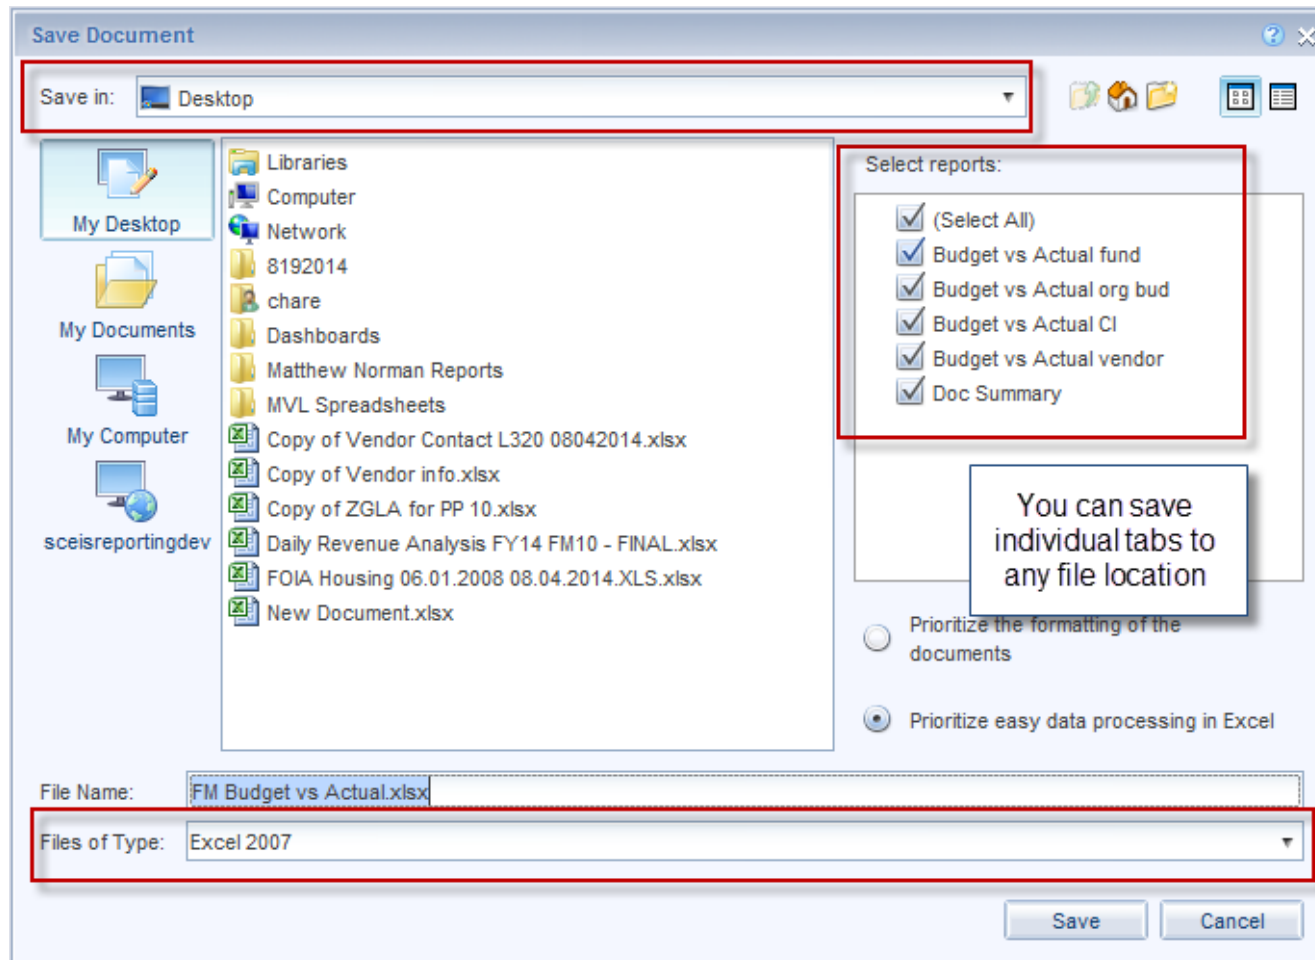 Save Document
Save in:
Desktop
My Desktop
My Documents
My Computer
sceisreportingdev
Libraries
Computer
Network
8192014
chare
Dashboards
Matthew Norman Reports
MVL Spreadsheets
Copy of Vendor Contact L320 08042014.xlsx
Copy of Vendor info.xlsx
Copy of ZGLA for PP 10.xlsx
Daily Revenue Analysis FY14 FM10 - FINAL.xlsx
FOIA Housing 06.01.2008 08.04.2014.XLS.xlsx
New Document.xlsx
Select reports:
(Select All)
Budget vs Actual fund
Budget vs Actual org bud
Budget vs Actual CI
Budget vs Actual vendor
Doc Summary
You can save
individual tabs to
any file location
Prioritize the formatting of the
documents
Prioritize easy data processing in Excel
File Name:
FM Budget vs Actual.xlsx
Files of Type:
Excel 2007
Save
Cancel